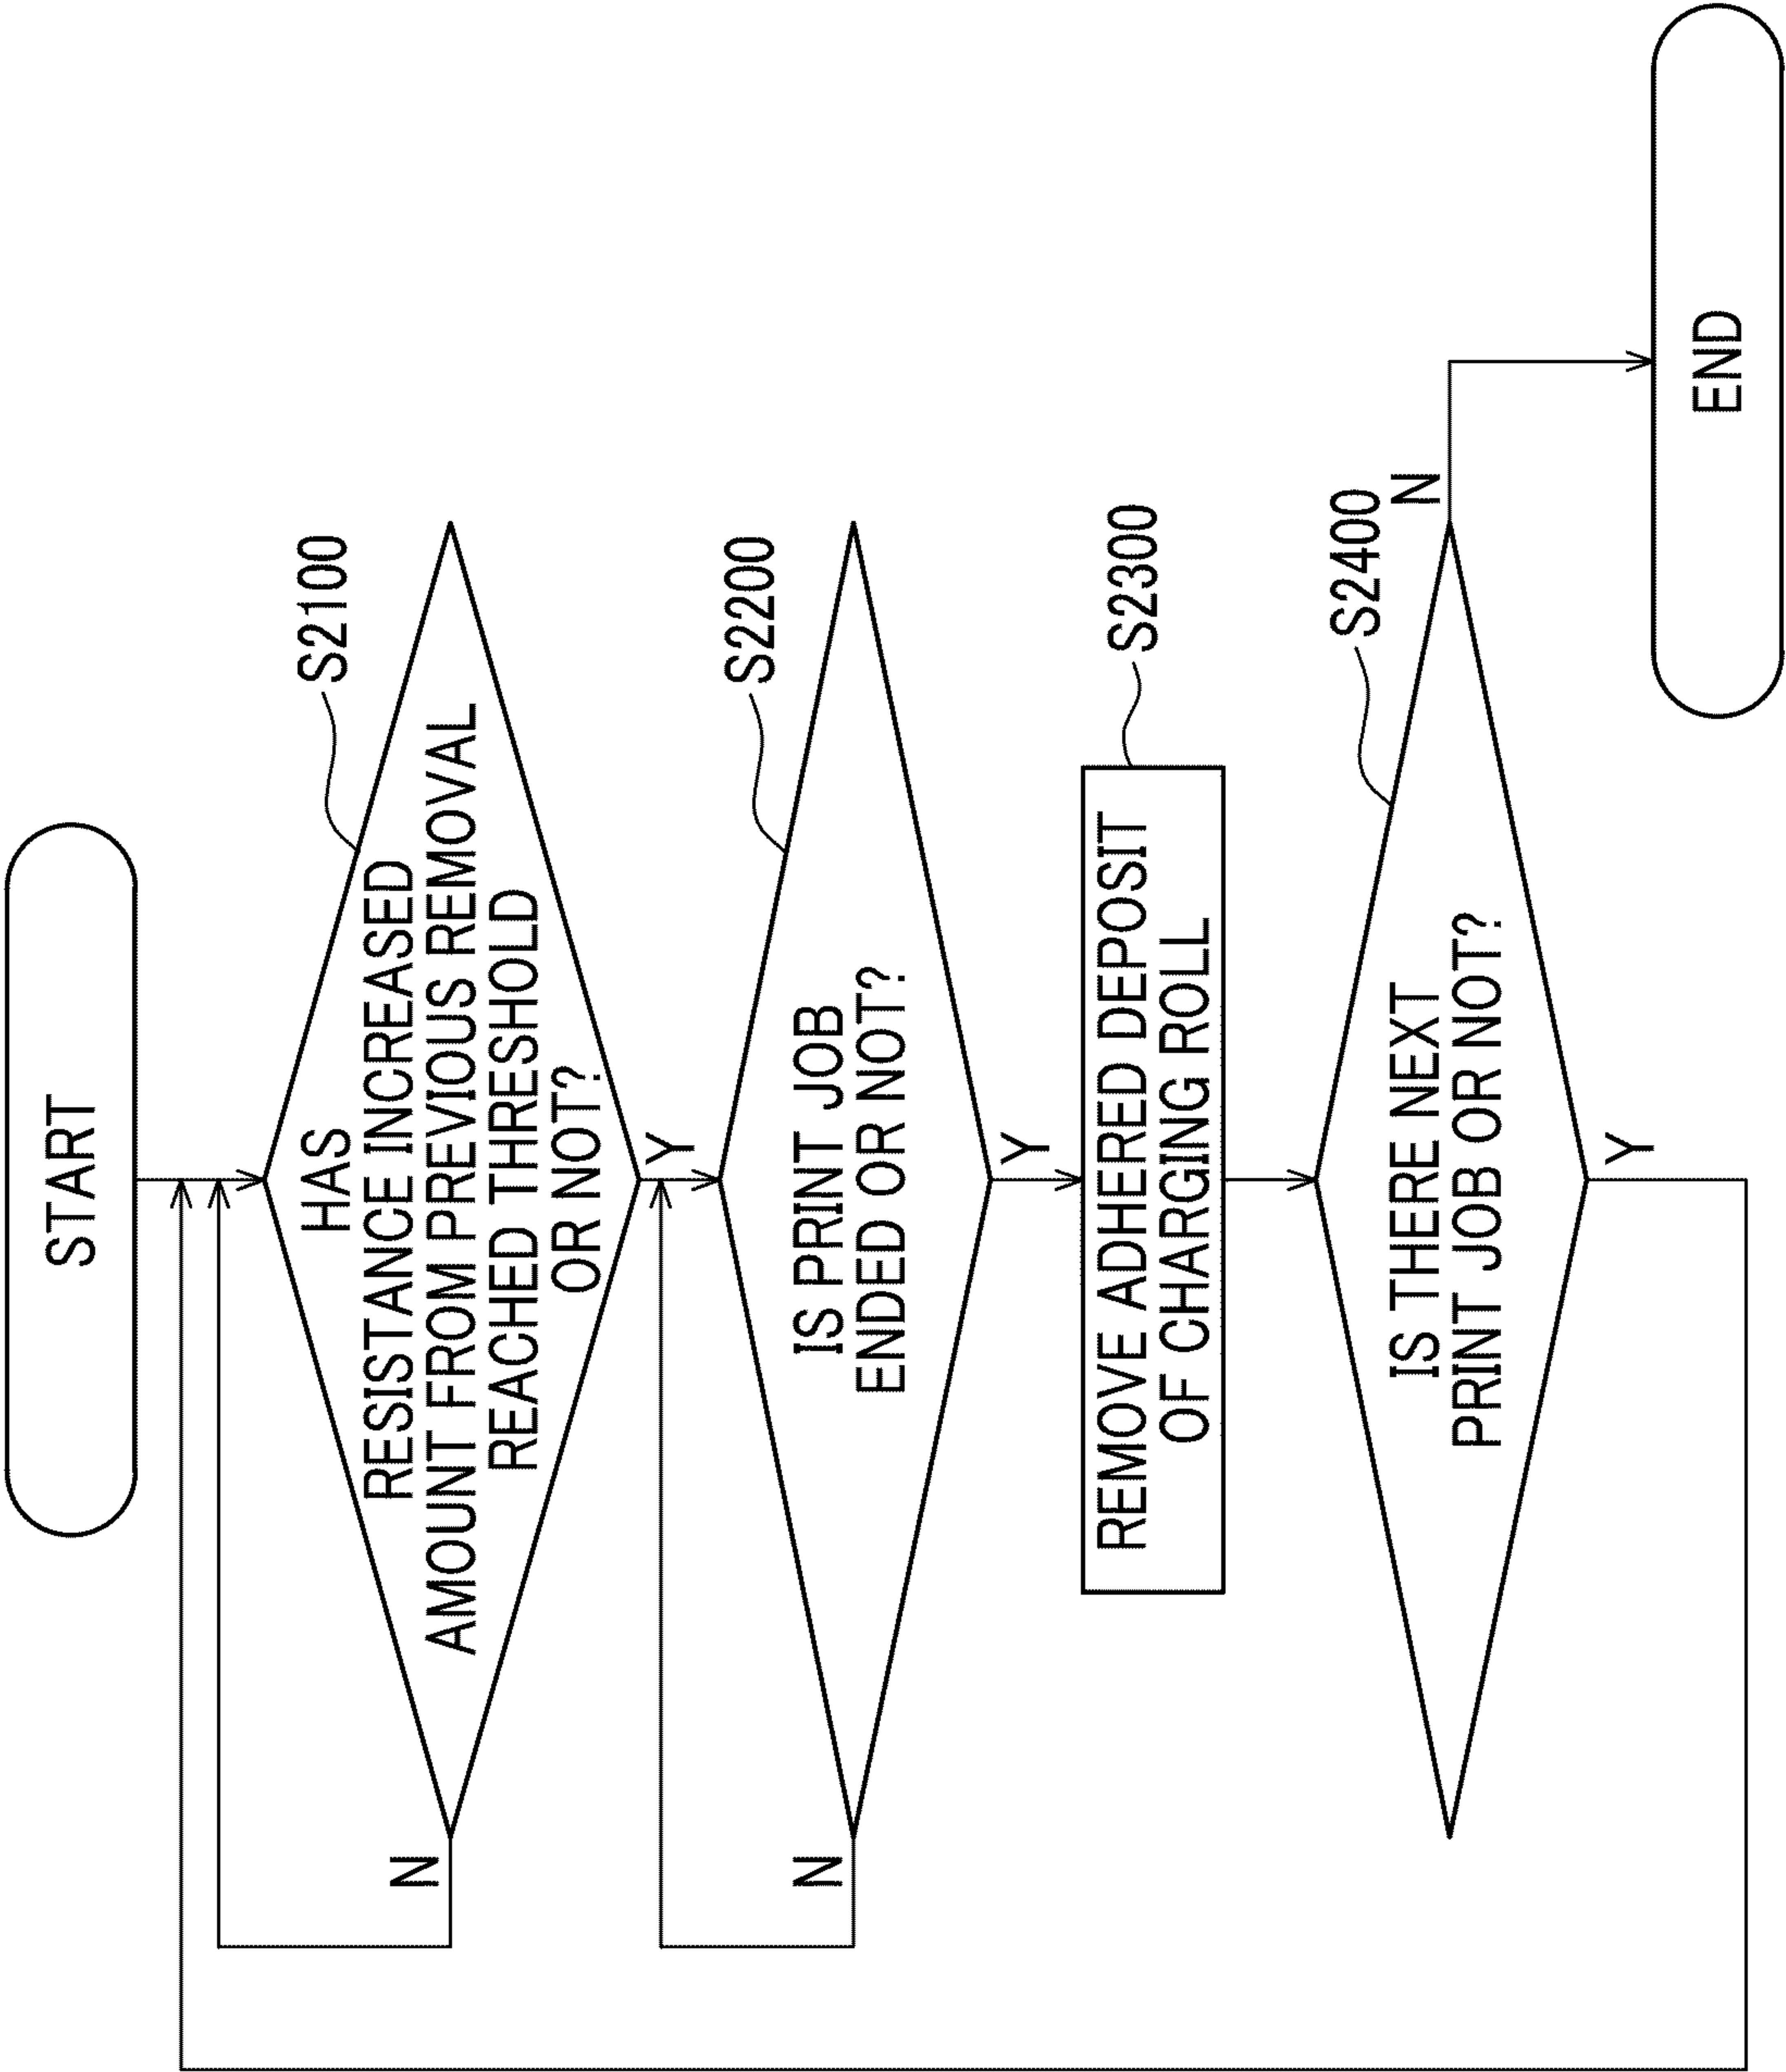 START
S2100
HAS
RESISTANCE INCREASED
AMOUNT FROM PREVIOUS REMOVAL
REACHED THRESHOLD
OR NOT?
N
Y
S2200
IS PRINT JOB
ENDED OR NOT?
N
Y
S2300
REMOVE ADHERED DEPOSIT
OF CHARGING ROLL
S2400
IS THERE NEXT
PRINT JOB OR NOT?
N
Y
END